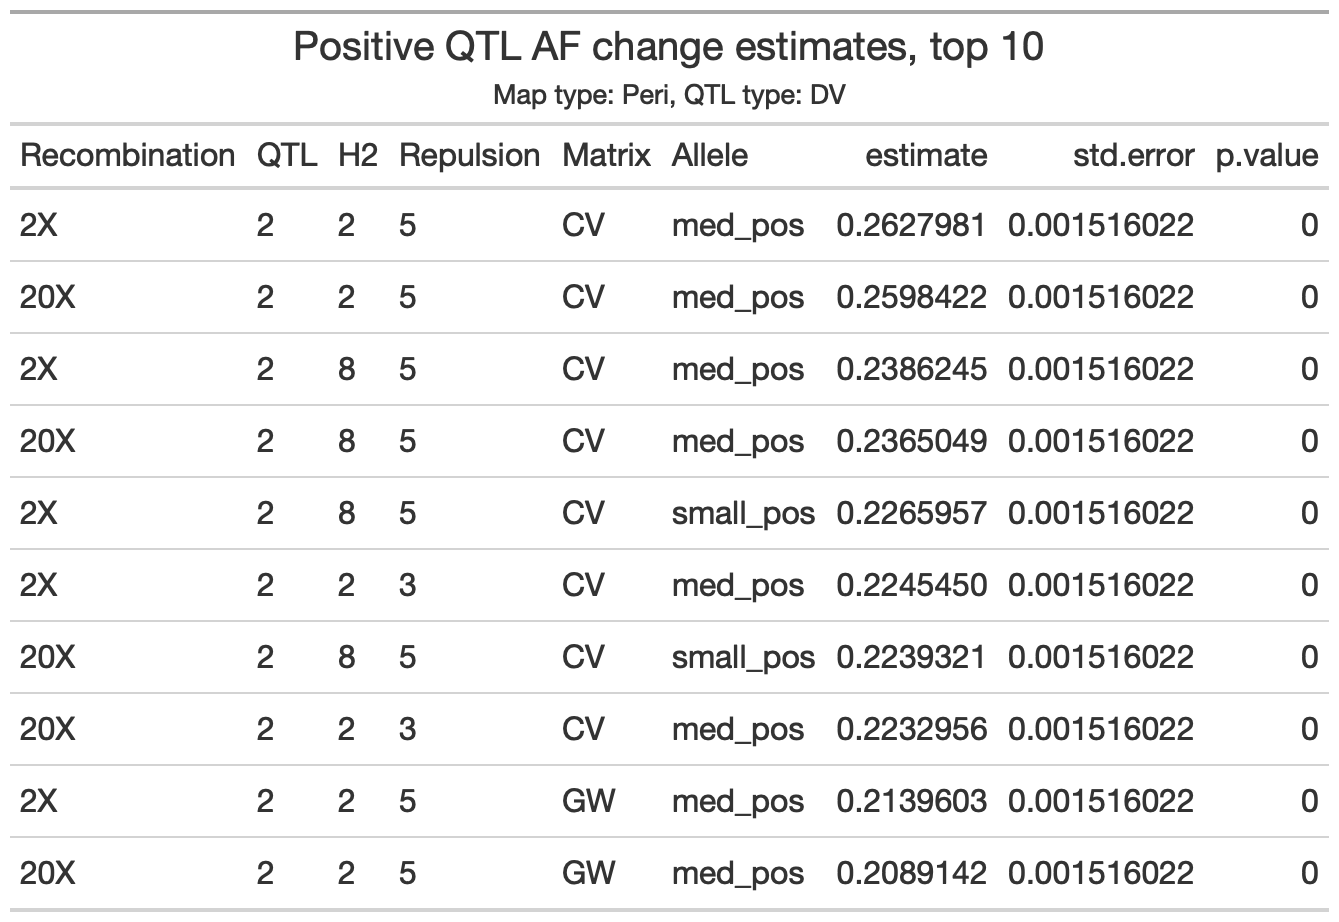 Positive QTL AF change estimates, top 10
Map type: Peri, QTL type: DV
Recombination QTL H2 Repulsion Matrix Allele estimate std.error p.value
2X 2 2 5 CV med_pos 0.2627981 0.001516022 0
20X 2 2 5 CV med_pos 0.2598422 0.001516022 0
2X 2 8 5 CV med_pos 0.2386245 0.001516022 0
20X 2 8 5 CV med_pos 0.2365049 0.001516022 0
2X 2 8 5 CV small_pos 0.2265957 0.001516022 0
2X 2 2 3 CV med_pos 0.2245450 0.001516022 0
20X 2 8 5 CV small_pos 0.2239321 0.001516022 0
20X 2 2 3 CV med_pos 0.2232956 0.001516022 0
2X 2 2 5 GW med_pos 0.2139603 0.001516022 0
20X 2 2 5 GW med_pos 0.2089142 0.001516022 0